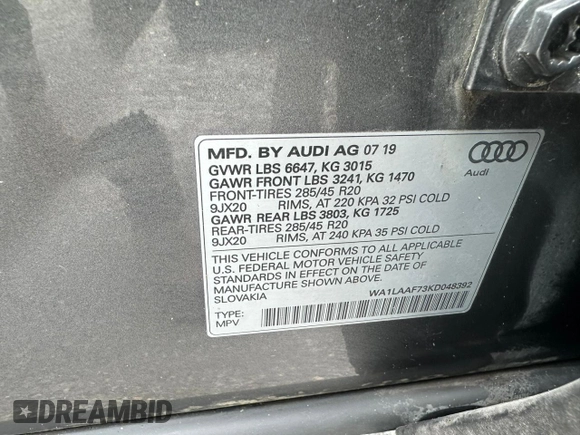 MFD. BY AUDI AG 07 19
GVWR LBS 6647, KG 3015
GAWR FRONT LBS 3241, KG 1470
FRONT-TIRES 285/45 R20
9JX20 RIMS, AT 220 KPA 32 PSI COLD
GAWR REAR LBS 3803, KG 1725
REAR-TIRES 285/45 R20
9JX20 RIMS, AT 240 KPA 35 PSI COLD
THIS VEHICLE CONFORMS TO ALL APPLICABLE
U.S. FEDERAL MOTOR VEHICLE SAFETY
STANDARDS IN EFFECT ON THE DATE OF
MANUFACTURE SHOWN ABOVE.
SLOVAKIA
WA1LAAF73KD048392
TYPE:
MPV
Audi
DREAMBID